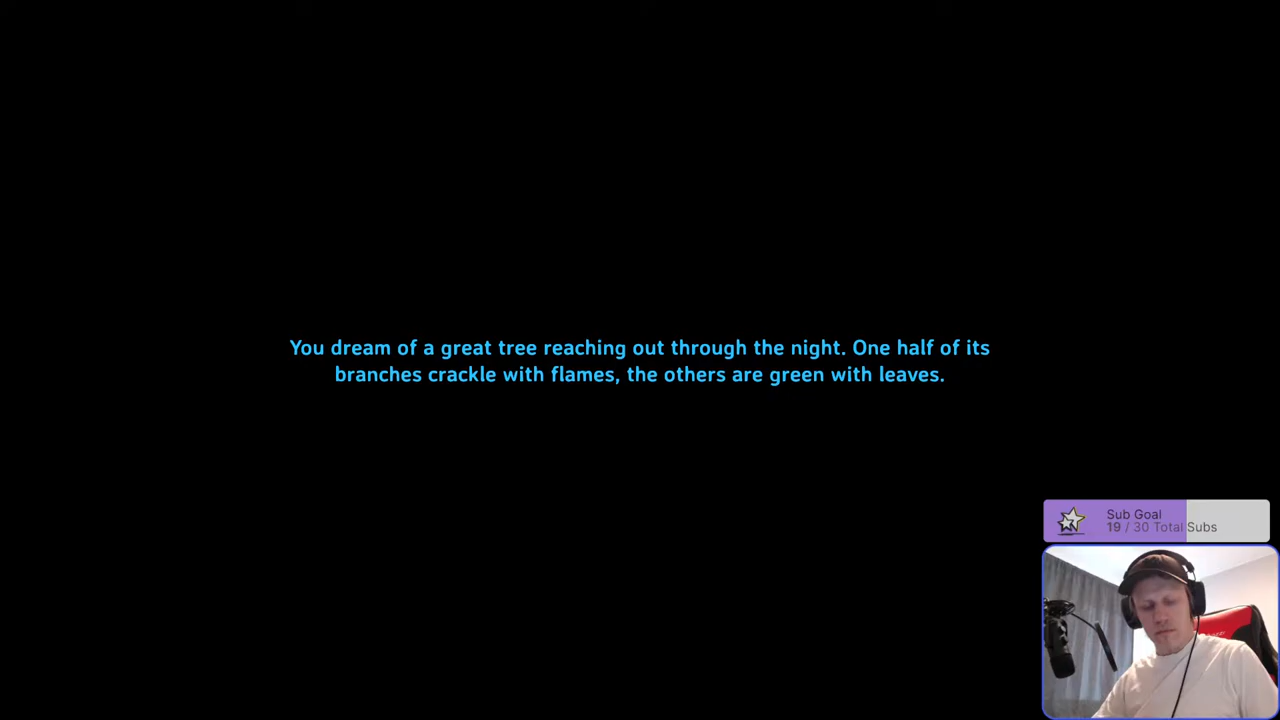 You dream of a great tree reaching out through the night. One half of its
branches crackle with flames, the others are green with leaves.
Sub Goal
19 / 30 Total Subs